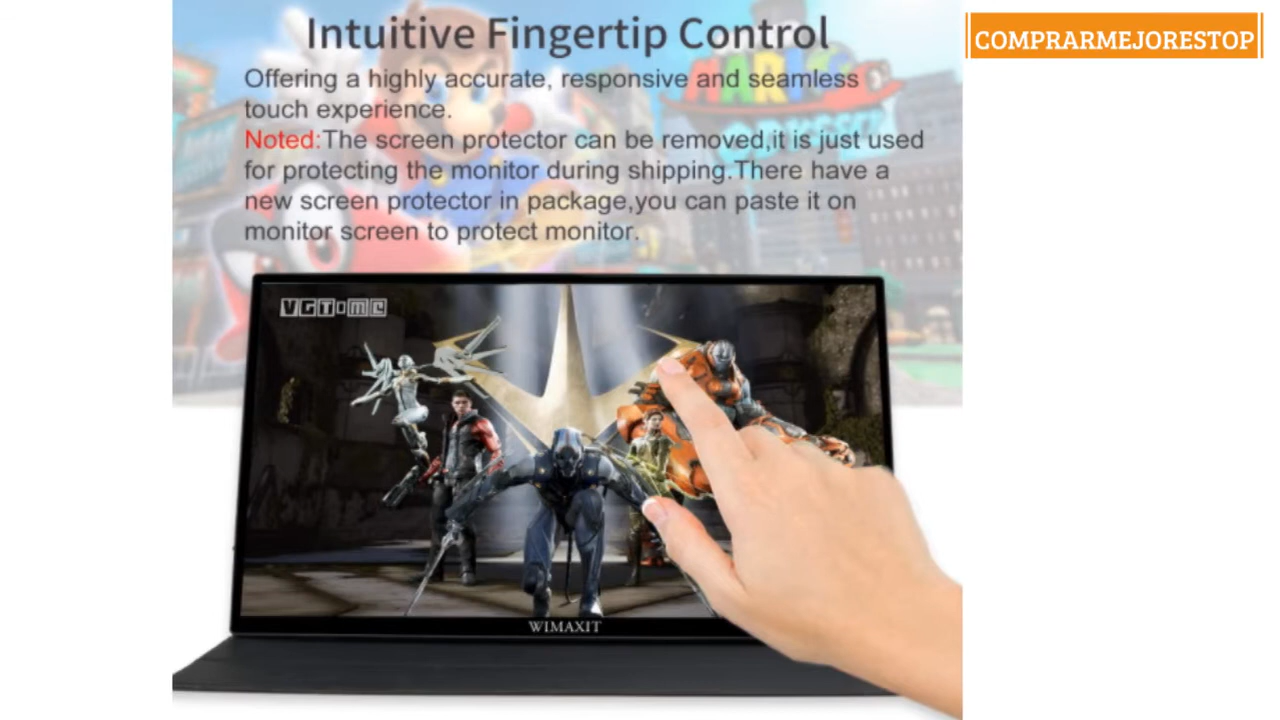 Intuitive Fingertip Control
COMPRARMEJORESTOP
Offering a highly accurate, responsive and seamless
touch experience.
Noted:The screen protector can be removed,it is just used
for protecting the monitor during shipping.There have a
new screen protector in package,you can paste it on
monitor screen to protect monitor.
MARIO
ODYSSEY
VGTIME
WIMAXIT